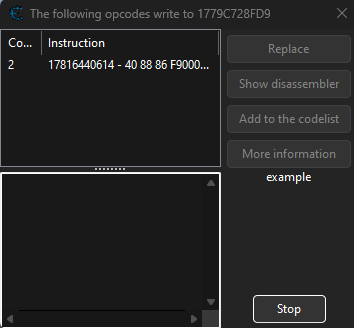 The following opcodes write to 1779C728FD9
Co... Instruction
2 17816440614 - 40 88 86 F9000...
Replace
Show disassembler
Add to the codelist
More information
example
Stop